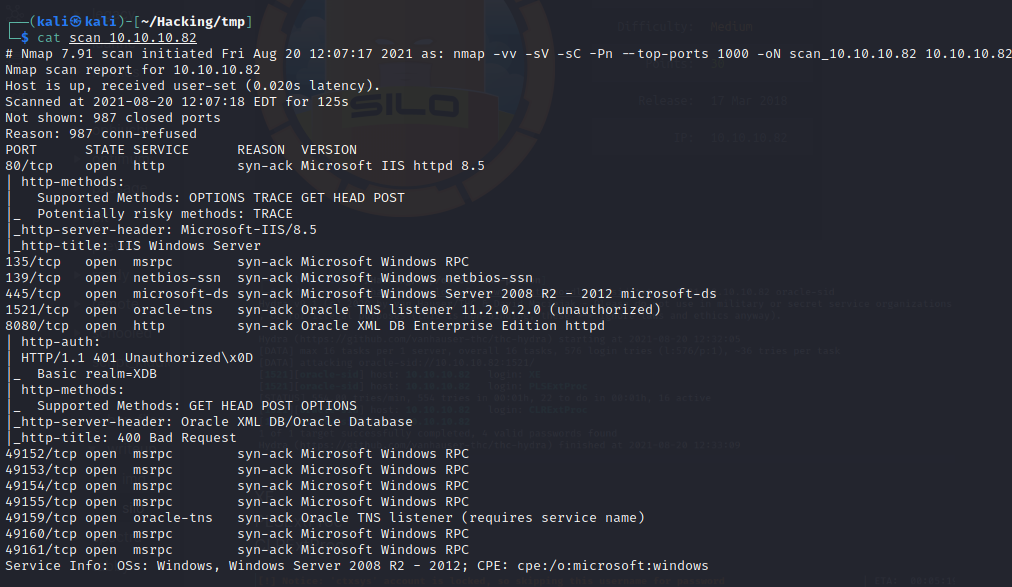 (kali㉿kali)-[~/Hacking/tmp]
$ cat scan_10.10.10.82
# Nmap 7.91 scan initiated Fri Aug 20 12:07:17 2021 as: nmap -vv -sV -sC -Pn --top-ports 1000 -oN scan_10.10.10.82 10.10.10.82
Nmap scan report for 10.10.10.82
Host is up, received user-set (0.020s latency).
Scanned at 2021-08-20 12:07:18 EDT for 125s
Not shown: 987 closed ports
Reason: 987 conn-refused
PORT      STATE SERVICE      REASON  VERSION
80/tcp    open  http         syn-ack Microsoft IIS httpd 8.5
| http-methods:
|   Supported Methods: OPTIONS TRACE GET HEAD POST
|_  Potentially risky methods: TRACE
|_http-server-header: Microsoft-IIS/8.5
|_http-title: IIS Windows Server
135/tcp   open  msrpc        syn-ack Microsoft Windows RPC
139/tcp   open  netbios-ssn  syn-ack Microsoft Windows netbios-ssn
445/tcp   open  microsoft-ds syn-ack Microsoft Windows Server 2008 R2 - 2012 microsoft-ds
1521/tcp  open  oracle-tns   syn-ack Oracle TNS listener 11.2.0.2.0 (unauthorized)
8080/tcp  open  http         syn-ack Oracle XML DB Enterprise Edition httpd
| http-auth:
| HTTP/1.1 401 Unauthorized\x0D
|_  Basic realm=XDB
| http-methods:
|_  Supported Methods: GET HEAD POST OPTIONS
|_http-server-header: Oracle XML DB/Oracle Database
|_http-title: 400 Bad Request
49152/tcp open  msrpc        syn-ack Microsoft Windows RPC
49153/tcp open  msrpc        syn-ack Microsoft Windows RPC
49154/tcp open  msrpc        syn-ack Microsoft Windows RPC
49155/tcp open  msrpc        syn-ack Microsoft Windows RPC
49159/tcp open  oracle-tns   syn-ack Oracle TNS listener (requires service name)
49160/tcp open  msrpc        syn-ack Microsoft Windows RPC
49161/tcp open  msrpc        syn-ack Microsoft Windows RPC
Service Info: OSs: Windows, Windows Server 2008 R2 - 2012; CPE: cpe:/o:microsoft:windows
SILO
Difficulty: Medium
Release: 17 Mar 2018
IP: 10.10.10.82